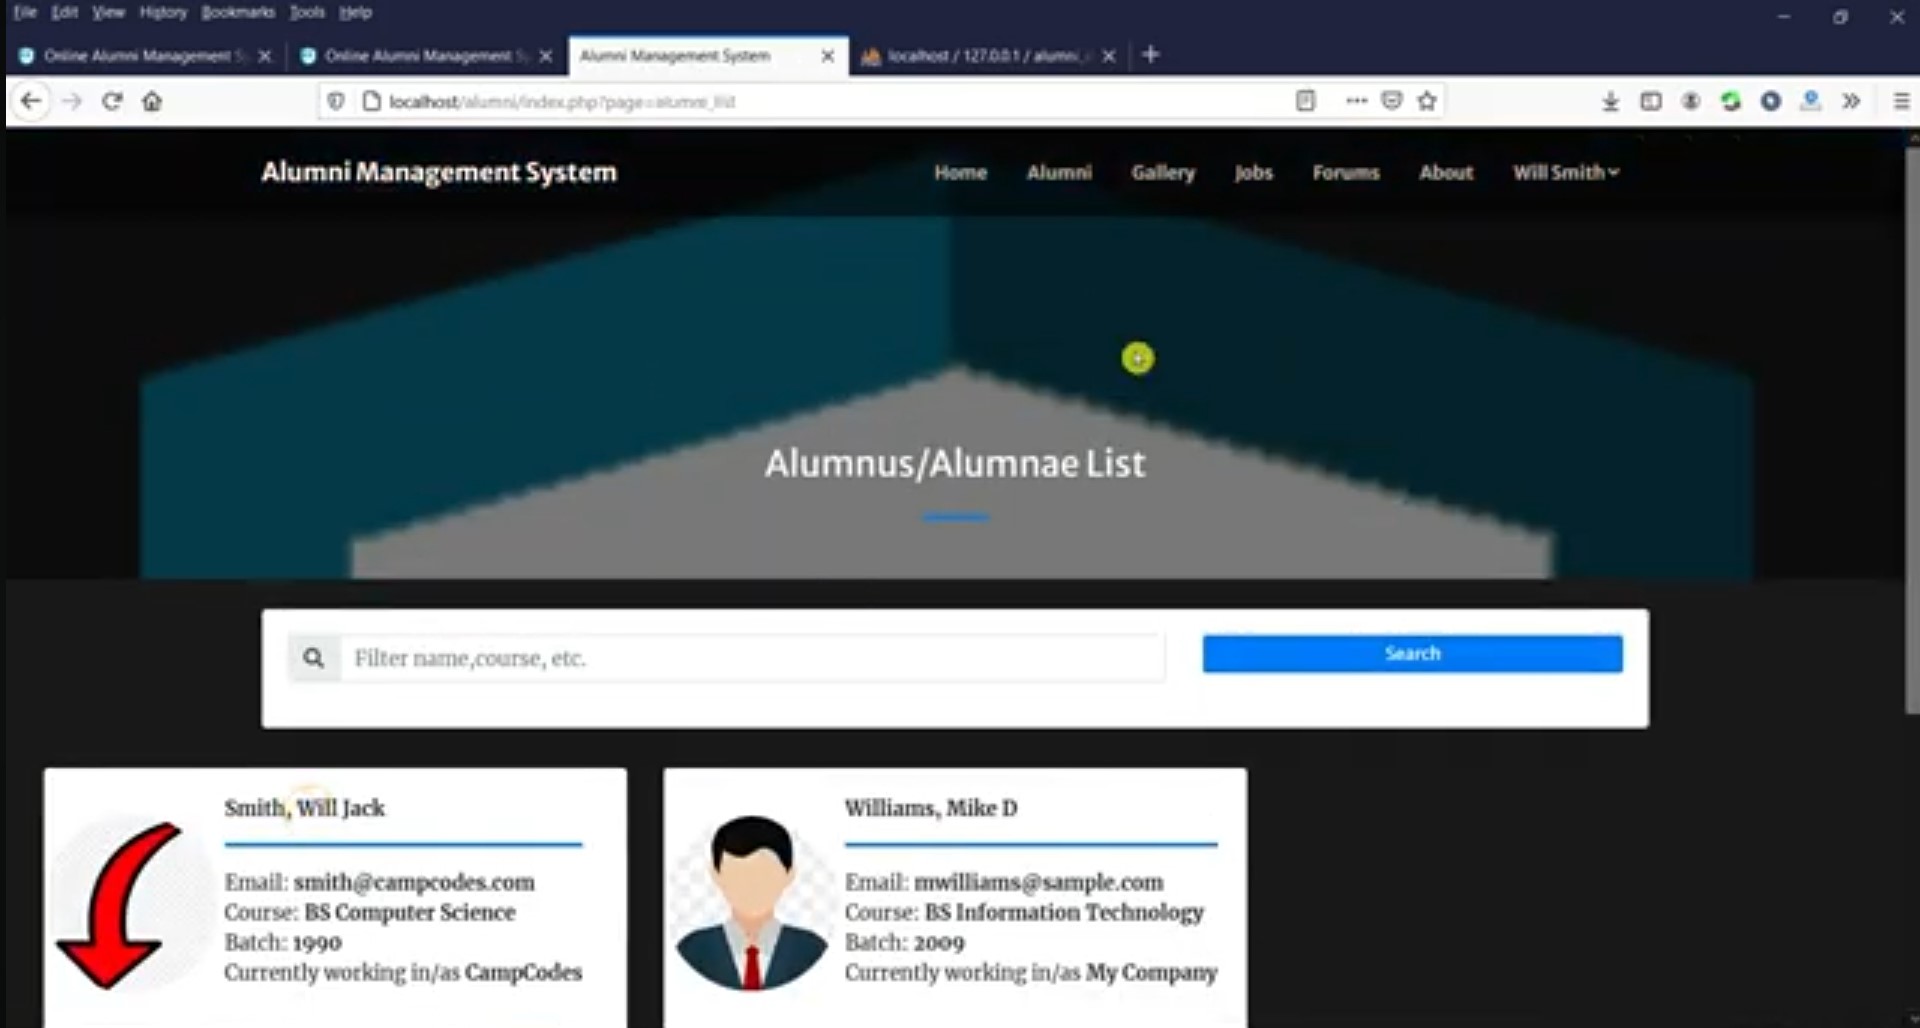 File Edit View History Bookmarks Tools Help
Online Alumni Management S
Online Alumni Management Sy
Alumni Management System
localhost / 127.0.0.1 / alumni_
localhost/alumni/index.php?page=alumni_list
Alumni Management System
Home Alumni Gallery Jobs Forums About Will Smith
Alumnus/Alumnae List
Filter name,course, etc.
Search
Smith, Will Jack
Email: smith@campcodes.com
Course: BS Computer Science
Batch: 1990
Currently working in/as CampCodes
Williams, Mike D
Email: mwilliams@sample.com
Course: BS Information Technology
Batch: 2009
Currently working in/as My Company